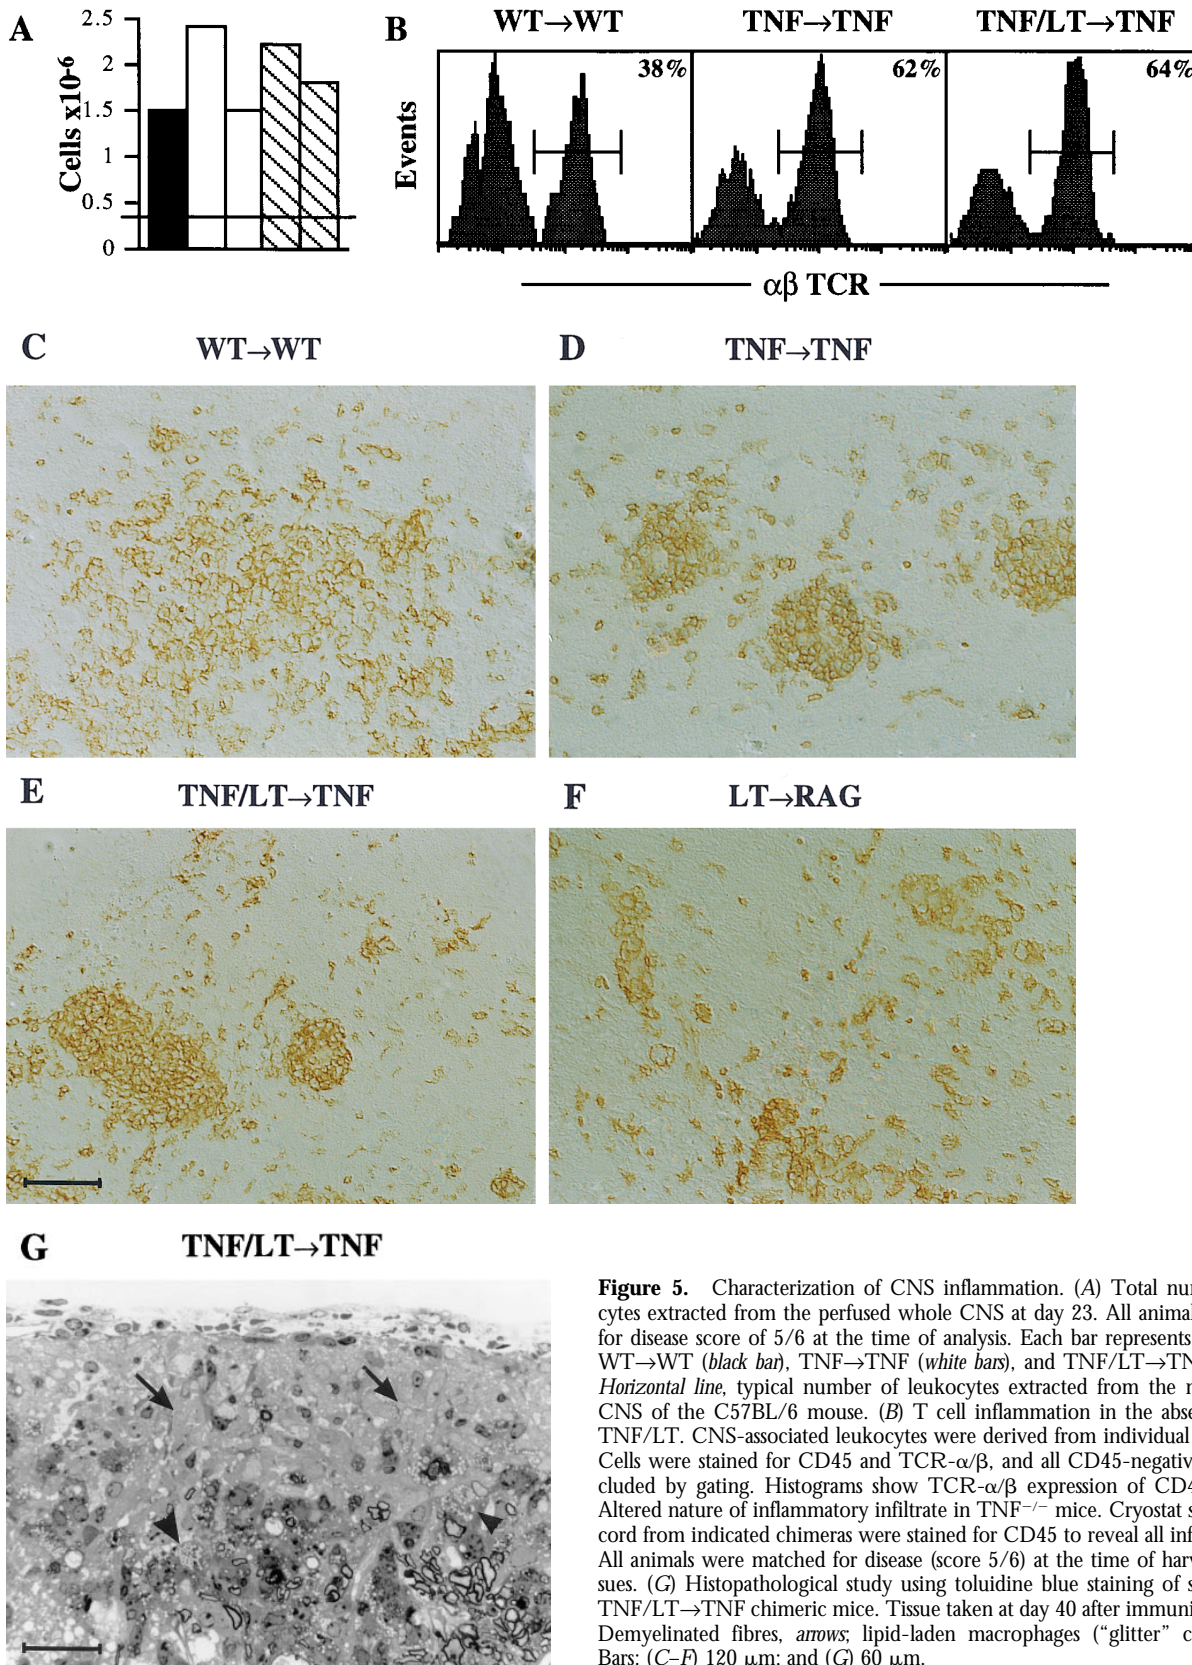 A
2.5
2
1.5
1
0.5
0
Cells x10-6
B
WT→WT
TNF→TNF
TNF/LT→TNF
38%
62%
64%
Events
αβ TCR
C
WT→WT
D
TNF→TNF
E
TNF/LT→TNF
F
LT→RAG
G
TNF/LT→TNF
Figure 5. Characterization of CNS inflammation. (A) Total
cytes extracted from the perfused whole CNS at day 23. All animal
for disease score of 5/6 at the time of analysis. Each bar represents
WT→WT (black bar), TNF→TNF (white bars), and TNF/LT→
Horizontal line, typical number of leukocytes extracted from the
CNS of the C57BL/6 mouse. (B) T cell inflammation in the
TNF/LT. CNS-associated leukocytes were derived from individual
Cells were stained for CD45 and TCR-α/β, and all CD45-negative
cluded by gating. Histograms show TCR-α/β expression of
Altered nature of inflammatory infiltrate in TNF−/− mice. Cryostat
cord from indicated chimeras were stained for CD45 to reveal all
All animals were matched for disease (score 5/6) at the time of
sues. (G) Histopathological study using toluidine blue staining of
TNF/LT→TNF chimeric mice. Tissue taken at day 40 after
Demyelinated fibres, arrows; lipid-laden macrophages (“glitter”
Bars: (C–F) 120 μm; and (G) 60 μm.